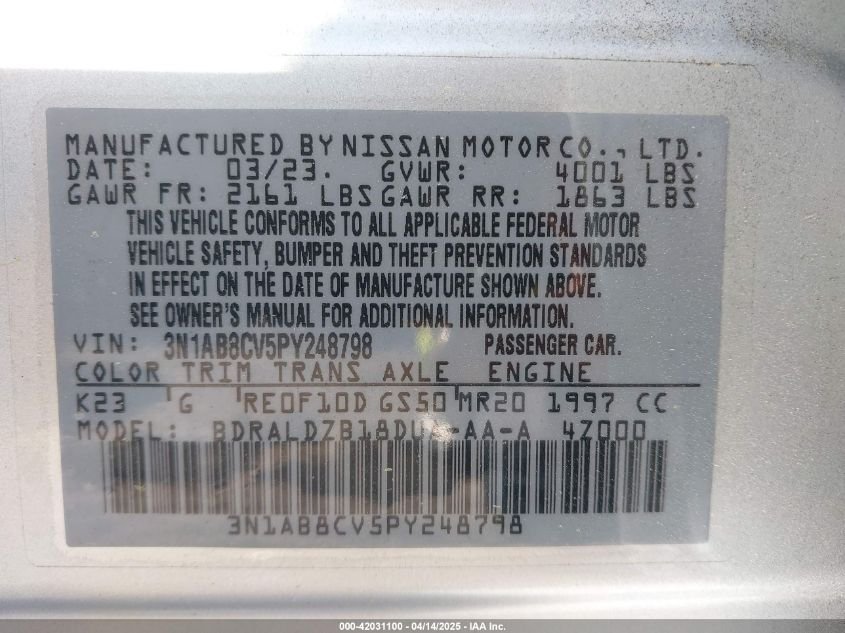 MANUFACTURED BY NISSAN MOTOR CO., LTD.
DATE: 03/23. GVWR: 4001 LBS
GAWR FR: 2161 LBS GAWR RR: 1863 LBS
THIS VEHICLE CONFORMS TO ALL APPLICABLE FEDERAL MOTOR
VEHICLE SAFETY, BUMPER AND THEFT PREVENTION STANDARDS
IN EFFECT ON THE DATE OF MANUFACTURE SHOWN ABOVE.
SEE OWNER'S MANUAL FOR ADDITIONAL INFORMATION.
VIN: 3N1AB8CV5PY248798 PASSENGER CAR.
COLOR TRIM TRANS AXLE ENGINE
K23 G RE0F10D GS50 MR20 1997 CC
MODEL: 4Z000
3N1AB8CV5PY248798
000-42031100 - 04/14/2025 - IAA Inc.